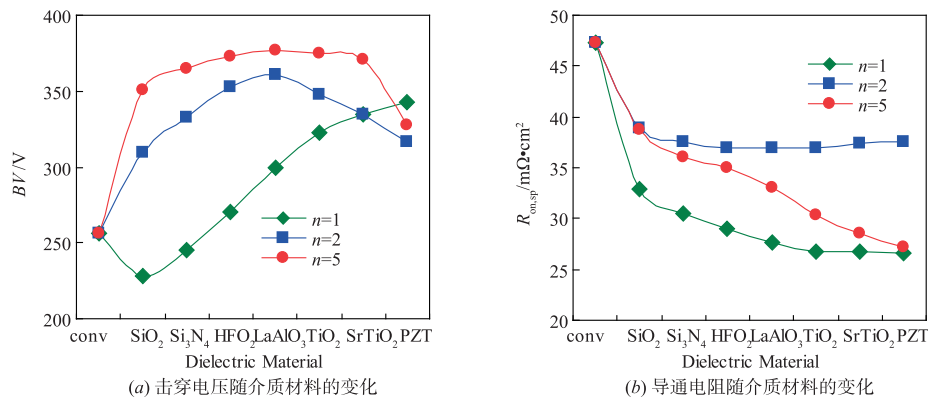 400
350
300
250
200
BV/V
n=1
n=2
n=5
conv SiO₂ Si₃N₄ HFO₂ LaAlO₃ TiO₂ SrTiO₂ PZT
Dielectric Material
(a) 击穿电压随介质材料的变化
50
45
40
35
30
25
20
Rₒₙ,ₛₚ/mΩ•cm²
n=1
n=2
n=5
conv SiO₂ Si₃N₄ HFO₂ LaAlO₃ TiO₂ SrTiO₂ PZT
Dielectric Material
(b) 导通电阻随介质材料的变化